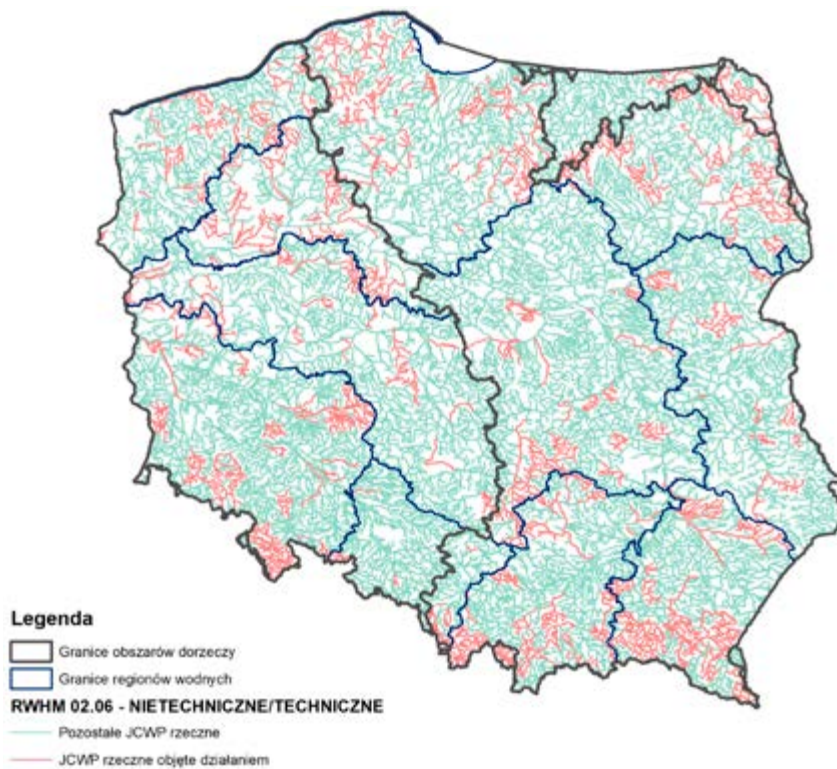 Legenda
Granice obszarów dorzeczy
Granice regionów wodnych
RWHM 02.06 - NIETECHNICZNE/TECHNICZNE
Pozostałe JCWP rzeczne
JCWP rzeczne objęte działaniem